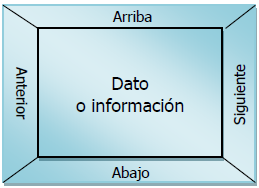 Arriba
Anterior
Dato
o información
Siguiente
Abajo